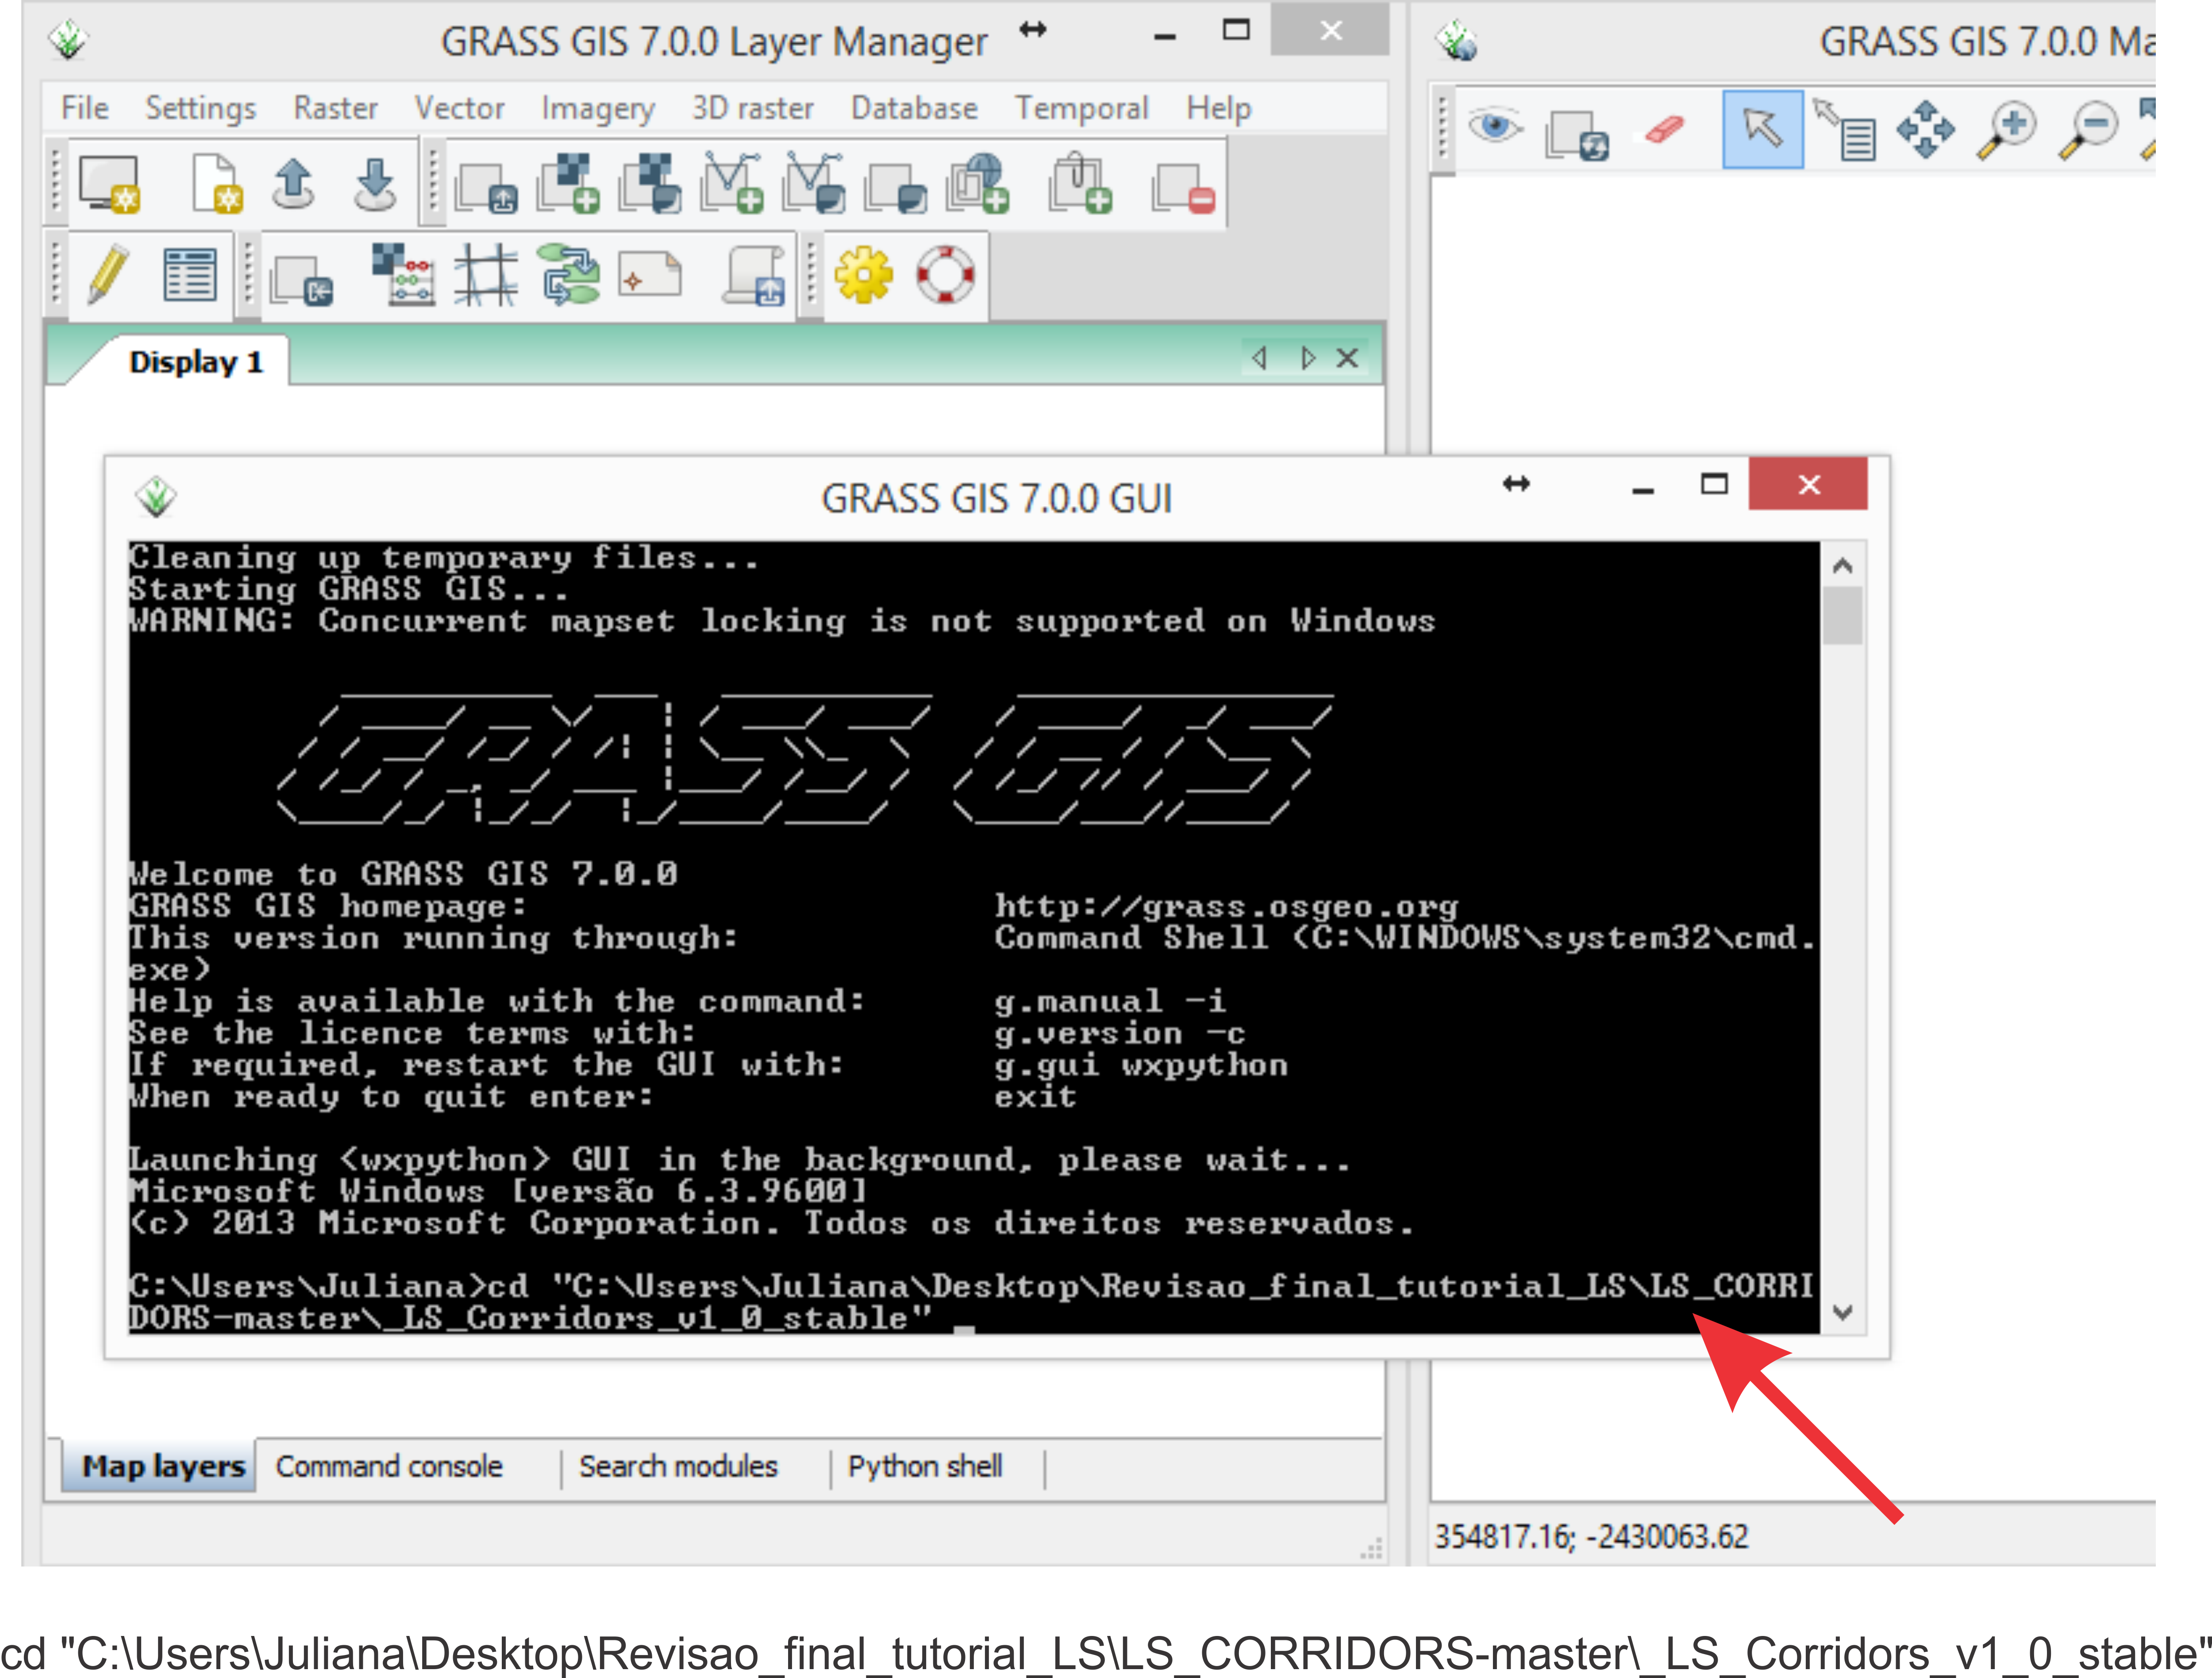 GRASS GIS 7.0.0 Layer Manager
GRASS GIS 7.0.0 Ma
File Settings Raster Vector Imagery 3D raster Database Temporal Help
Display 1
GRASS GIS 7.0.0 GUI
Cleaning up temporary files...
Starting GRASS GIS...
WARNING: Concurrent mapset locking is not supported on Windows
GRASS GIS
Welcome to GRASS GIS 7.0.0
GRASS GIS homepage: http://grass.osgeo.org
This version running through: Command Shell (C:\WINDOWS\system32\cmd.
exe)
Help is available with the command: g.manual -i
See the licence terms with: g.version -c
If required, restart the GUI with: g.gui wxpython
When ready to quit enter: exit
Launching <wxpython> GUI in the background, please wait...
Microsoft Windows [versão 6.3.9600]
(c) 2013 Microsoft Corporation. Todos os direitos reservados.
C:\Users\Juliana>cd "C:\Users\Juliana\Desktop\Revisao_final_tutorial_LS\LS_CORRI
DORS-master\_LS_Corridors_v1_0_stable" _
Map layers Command console Search modules Python shell
354817.16; -2430063.62
cd "C:\Users\Juliana\Desktop\Revisao_final_tutorial_LS\LS_CORRIDORS-master\_LS_Corridors_v1_0_stable"